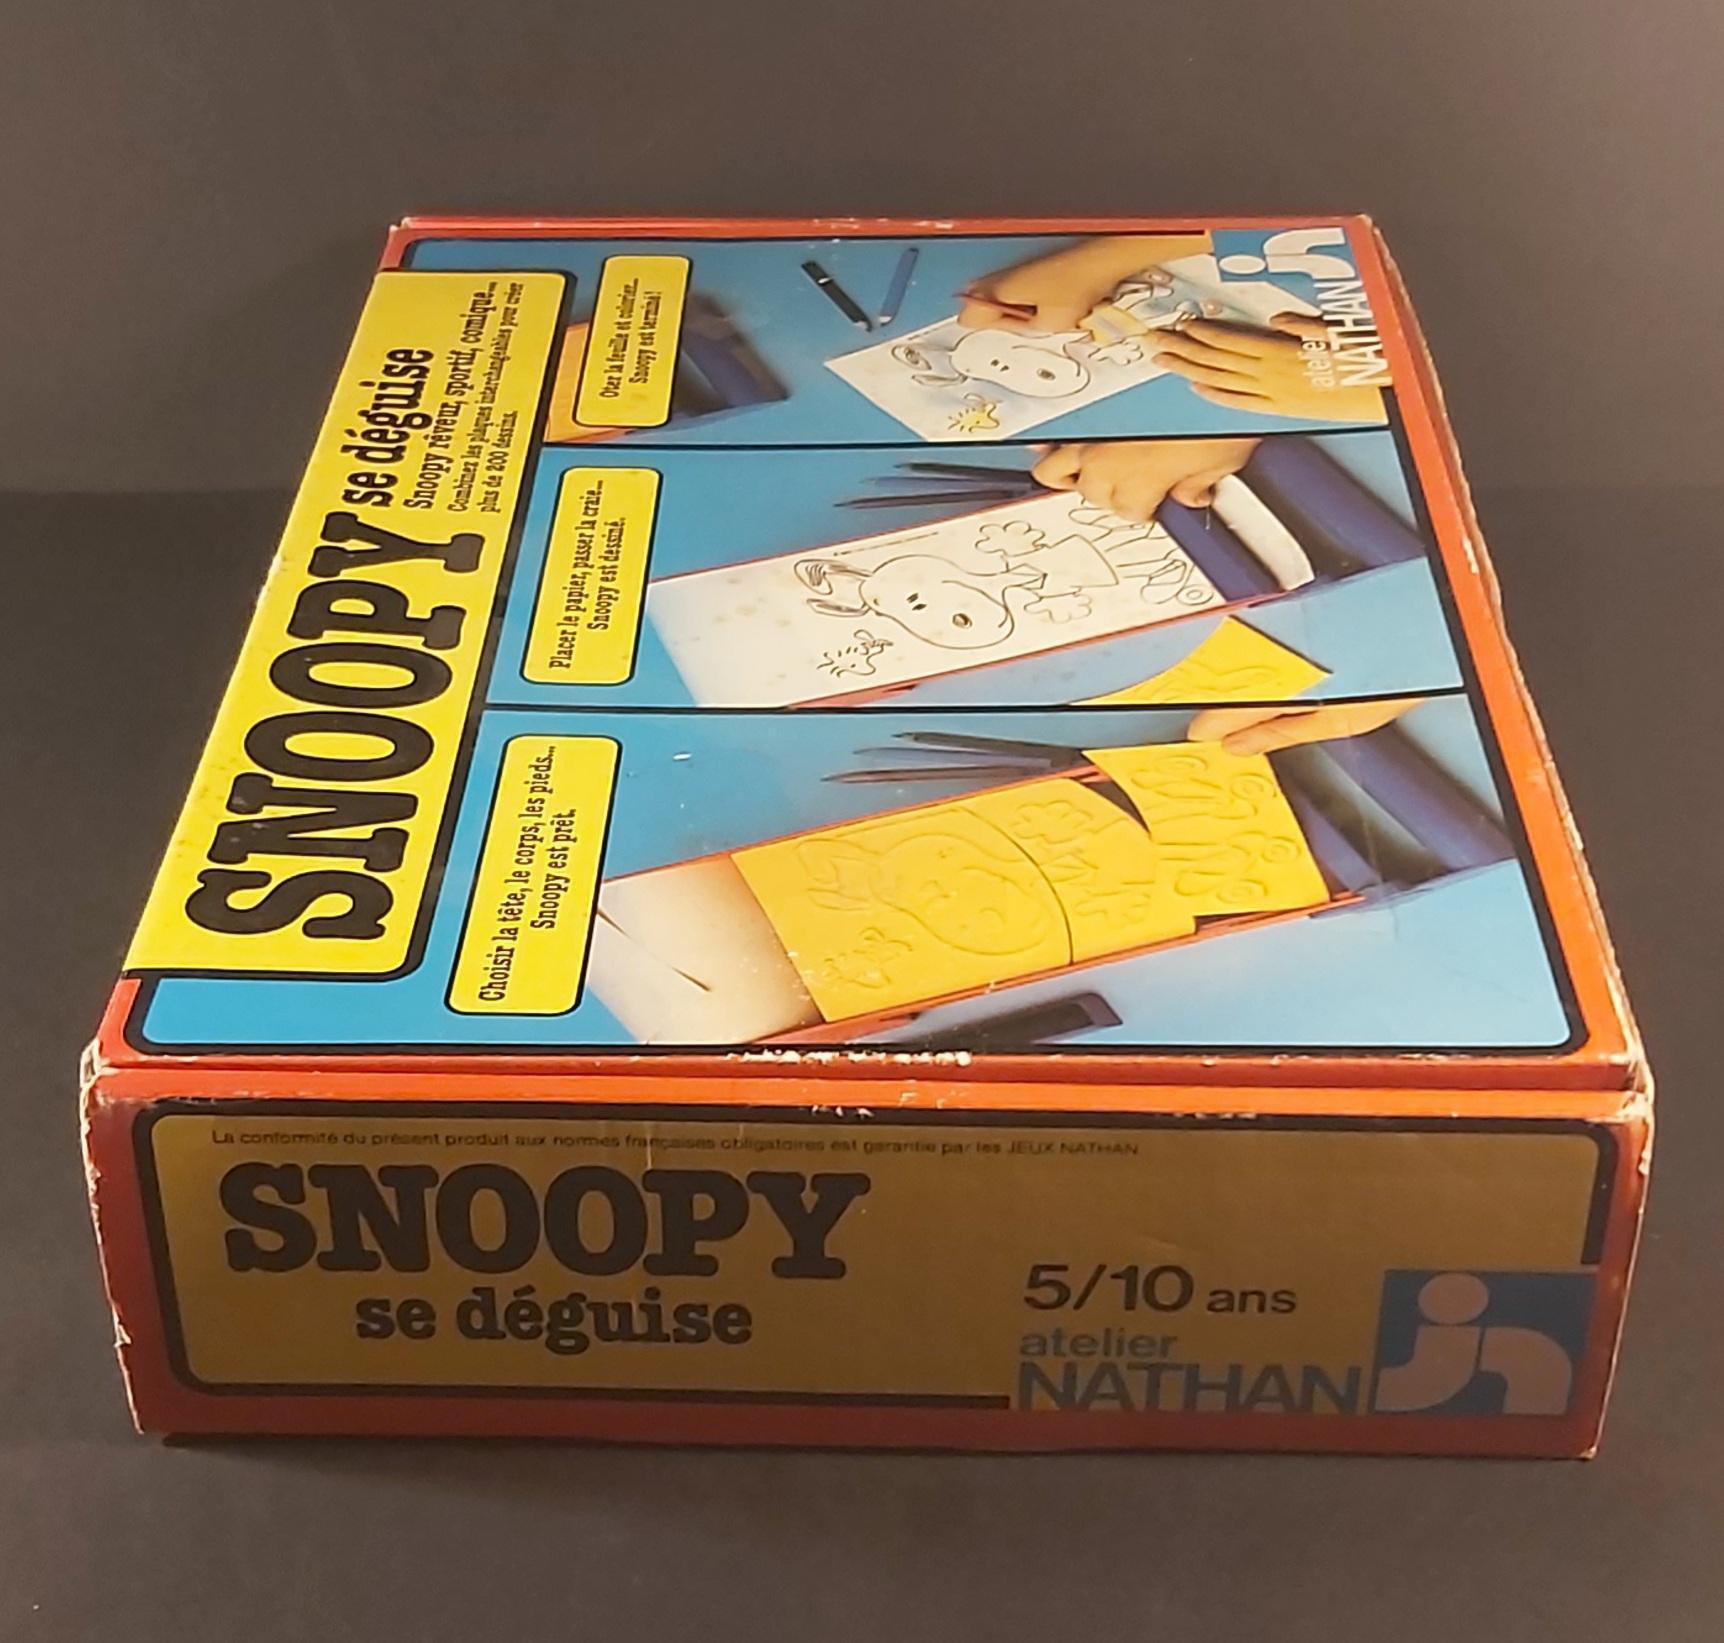 SNOOPY se déguise
Snoopy rêveur, sportif, comique...
Combinez les plaques interchangeables pour créer
plus de 200 dessins.
Choisir la tête, le corps, les pieds...
Snoopy est prêt.
Placer le papier, passer la craie...
Snoopy est dessiné.
Oter la feuille et colorier...
Snoopy est terminé!
atelier
NATHAN
La conformité du présent produit aux normes françaises obligatoires est garantie par les JEUX NATHAN
SNOOPY
se déguise
5/10 ans
atelier
NATHAN